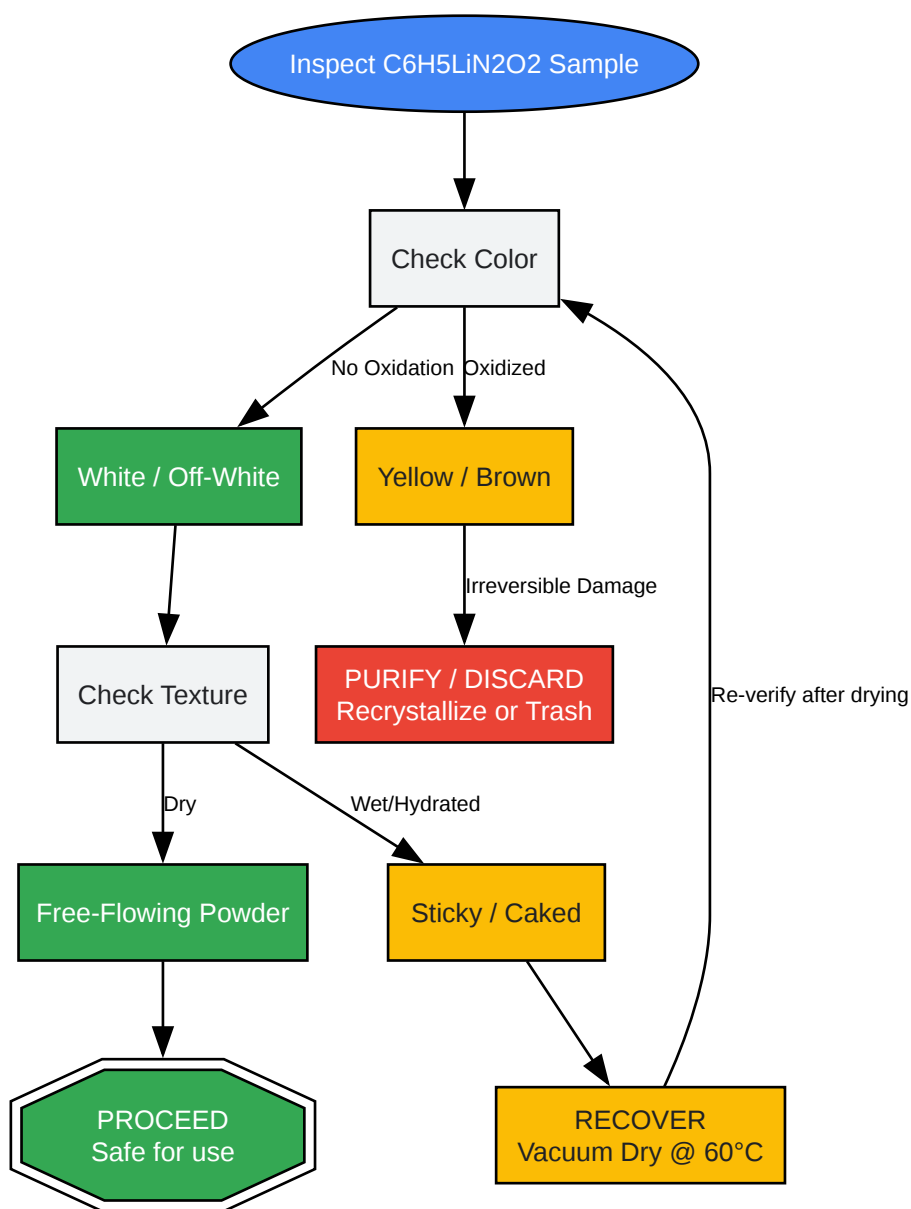 Inspect C6H5LiN2O2 Sample
Check Color
No Oxidation
Oxidized
White / Off-White
Yellow / Brown
Irreversible Damage
Check Texture
PURIFY / DISCARD
Recrystallize or Trash
Re-verify after drying
Dry
Wet/Hydrated
Free-Flowing Powder
Sticky / Caked
PROCEED
Safe for use
RECOVER
Vacuum Dry @ 60°C